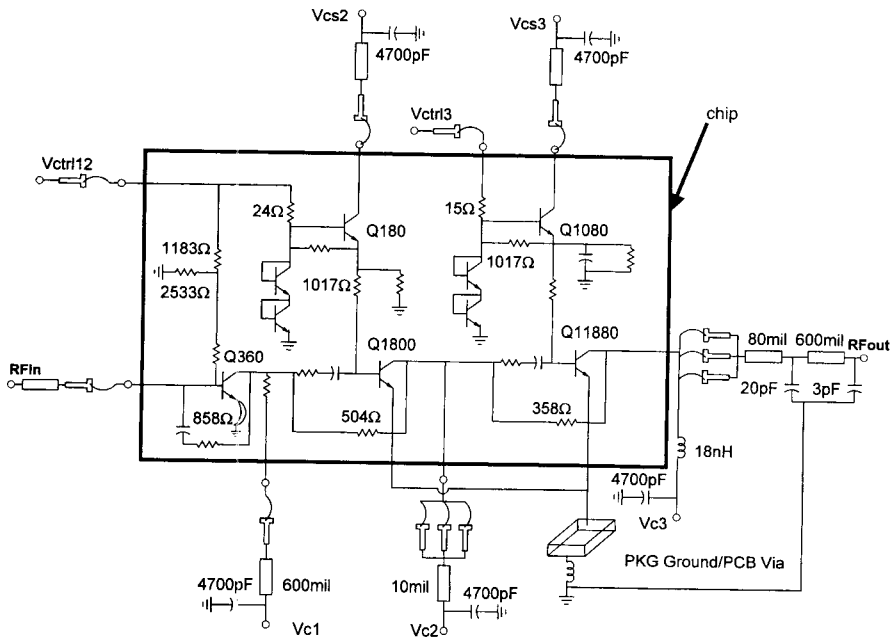 Vcs2
4700pF
Vcs3
4700pF
Vctrl3
chip
Vctrl12
24Ω
Q180
15Ω
Q1080
1183Ω
2533Ω
1017Ω
1017Ω
Q360
Q1800
Q11880
80mil
600mil
RFout
RFin
858Ω
504Ω
358Ω
20pF
3pF
18nH
4700pF
Vc3
PKG Ground/PCB Via
4700pF
600mil
10mil
4700pF
Vc1
Vc2